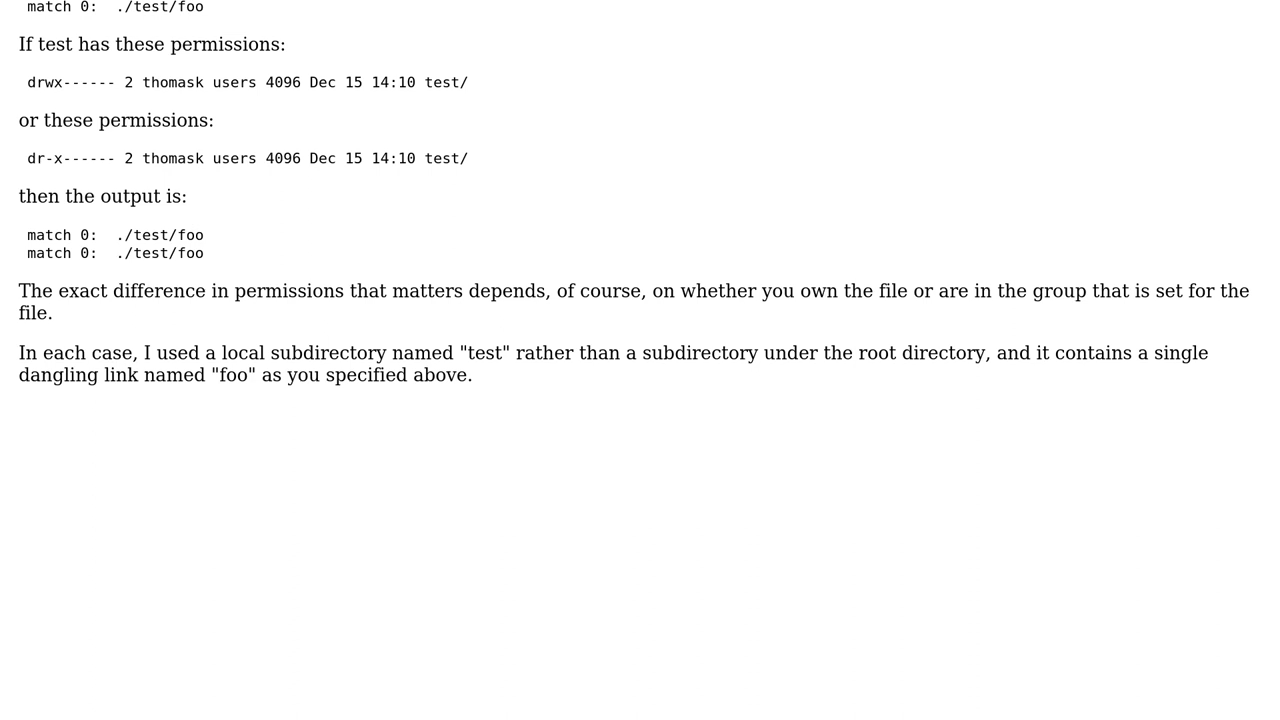 match 0:  ./test/foo
If test has these permissions:
drwx------ 2 thomask users 4096 Dec 15 14:10 test/
or these permissions:
dr-x------ 2 thomask users 4096 Dec 15 14:10 test/
then the output is:
match 0:  ./test/foo
match 0:  ./test/foo
The exact difference in permissions that matters depends, of course, on whether you own the file or are in the group that is set for the
file.
In each case, I used a local subdirectory named "test" rather than a subdirectory under the root directory, and it contains a single
dangling link named "foo" as you specified above.